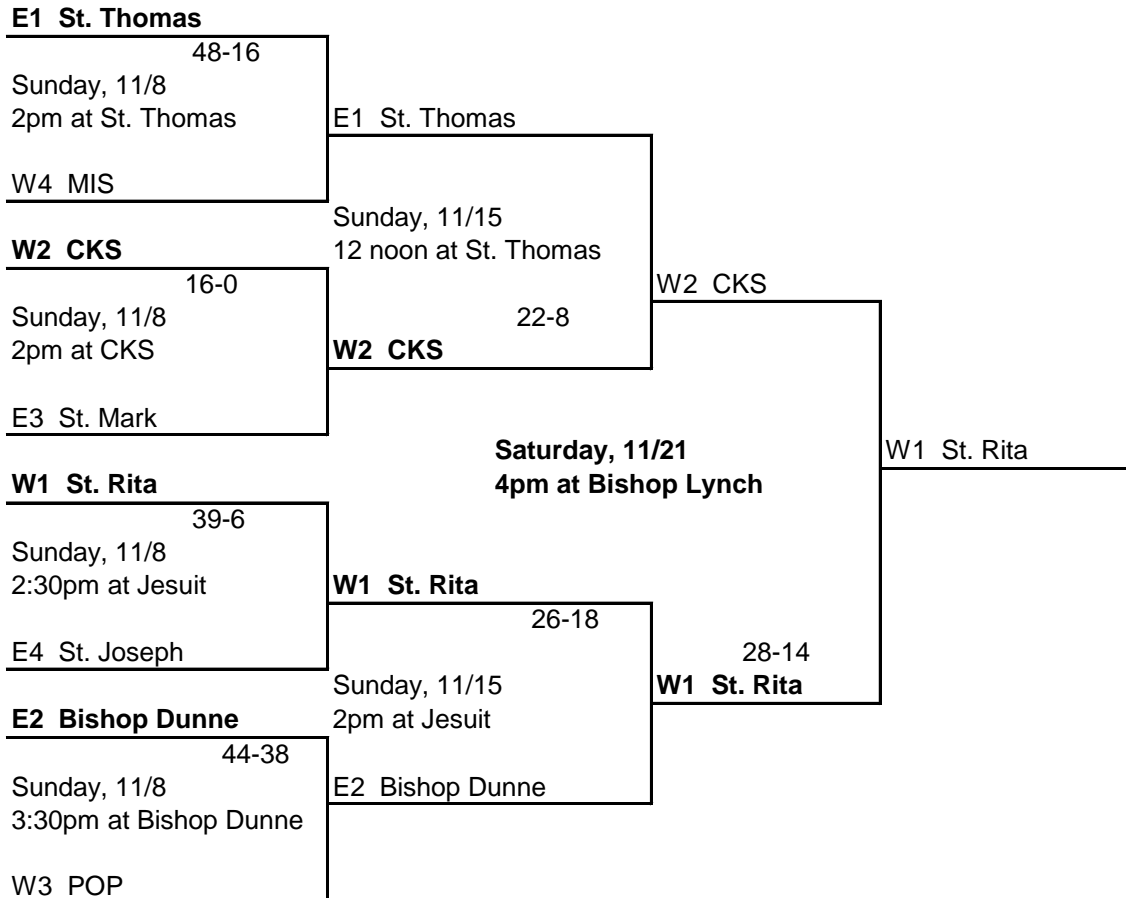 E1 St. Thomas
48-16
Sunday, 11/8
2pm at St. Thomas
E1 St. Thomas
W4 MIS
Sunday, 11/15
12 noon at St. Thomas
W2 CKS
16-0
W2 CKS
Sunday, 11/8
22-8
2pm at CKS
W2 CKS
E3 St. Mark
Saturday, 11/21
4pm at Bishop Lynch
W1 St. Rita
W1 St. Rita
39-6
Sunday, 11/8
2:30pm at Jesuit
W1 St. Rita
26-18
E4 St. Joseph
28-14
Sunday, 11/15
2pm at Jesuit
W1 St. Rita
E2 Bishop Dunne
44-38
Sunday, 11/8
3:30pm at Bishop Dunne
E2 Bishop Dunne
W3 POP